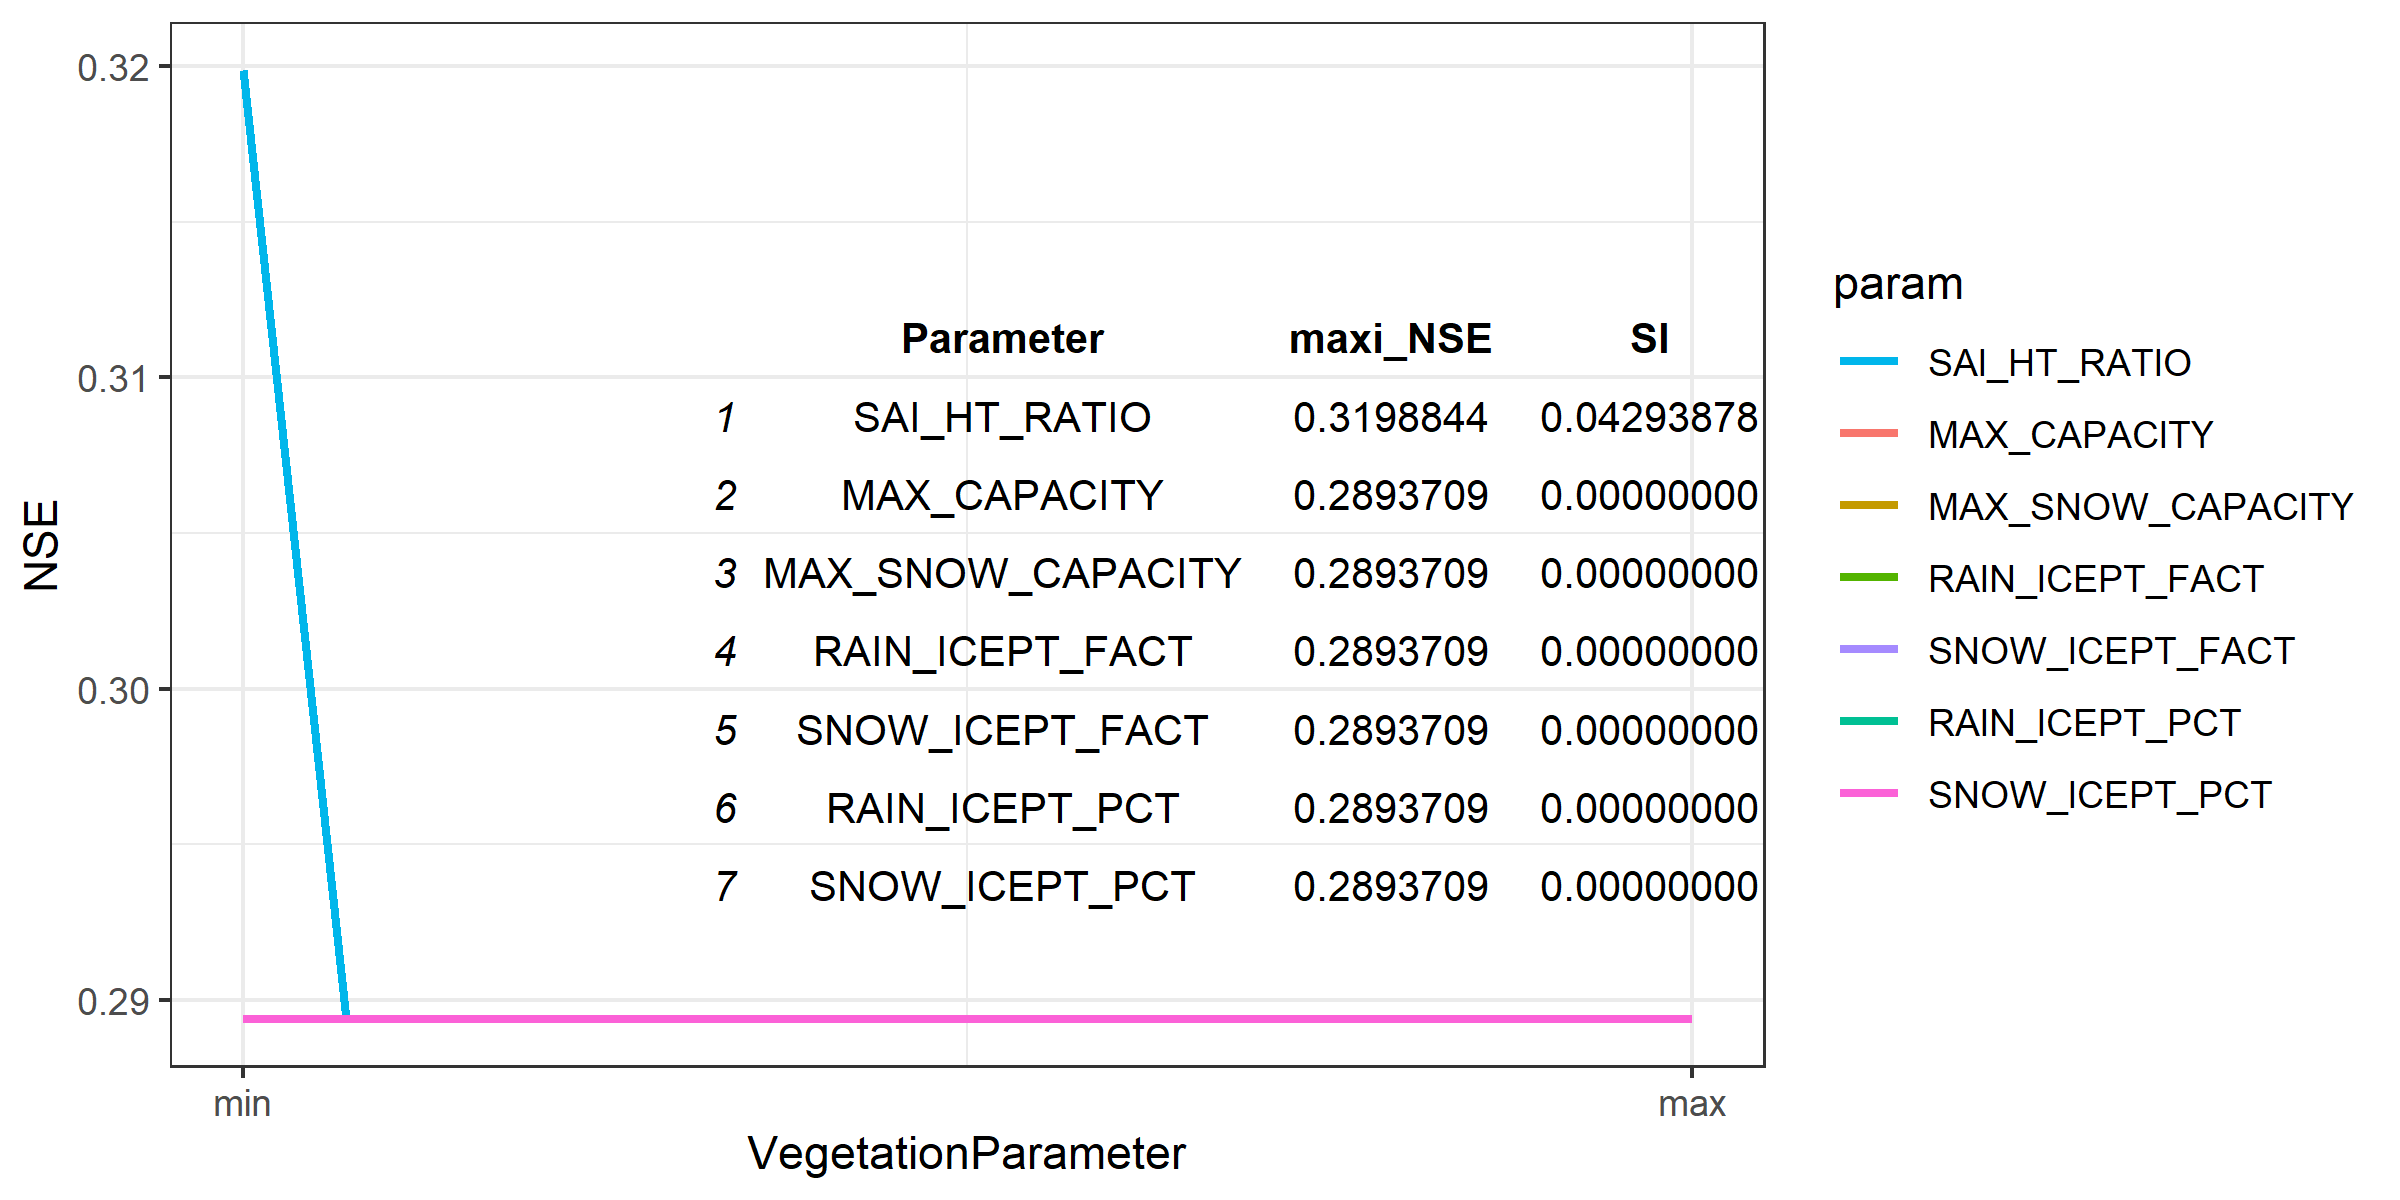 0.32
0.31
0.30
0.29
NSE
min
max
VegetationParameter
Parameter maxi_NSE SI
1 SAI_HT_RATIO 0.3198844 0.04293878
2 MAX_CAPACITY 0.2893709 0.00000000
3 MAX_SNOW_CAPACITY 0.2893709 0.00000000
4 RAIN_ICEPT_FACT 0.2893709 0.00000000
5 SNOW_ICEPT_FACT 0.2893709 0.00000000
6 RAIN_ICEPT_PCT 0.2893709 0.00000000
7 SNOW_ICEPT_PCT 0.2893709 0.00000000
param
SAI_HT_RATIO
MAX_CAPACITY
MAX_SNOW_CAPACITY
RAIN_ICEPT_FACT
SNOW_ICEPT_FACT
RAIN_ICEPT_PCT
SNOW_ICEPT_PCT